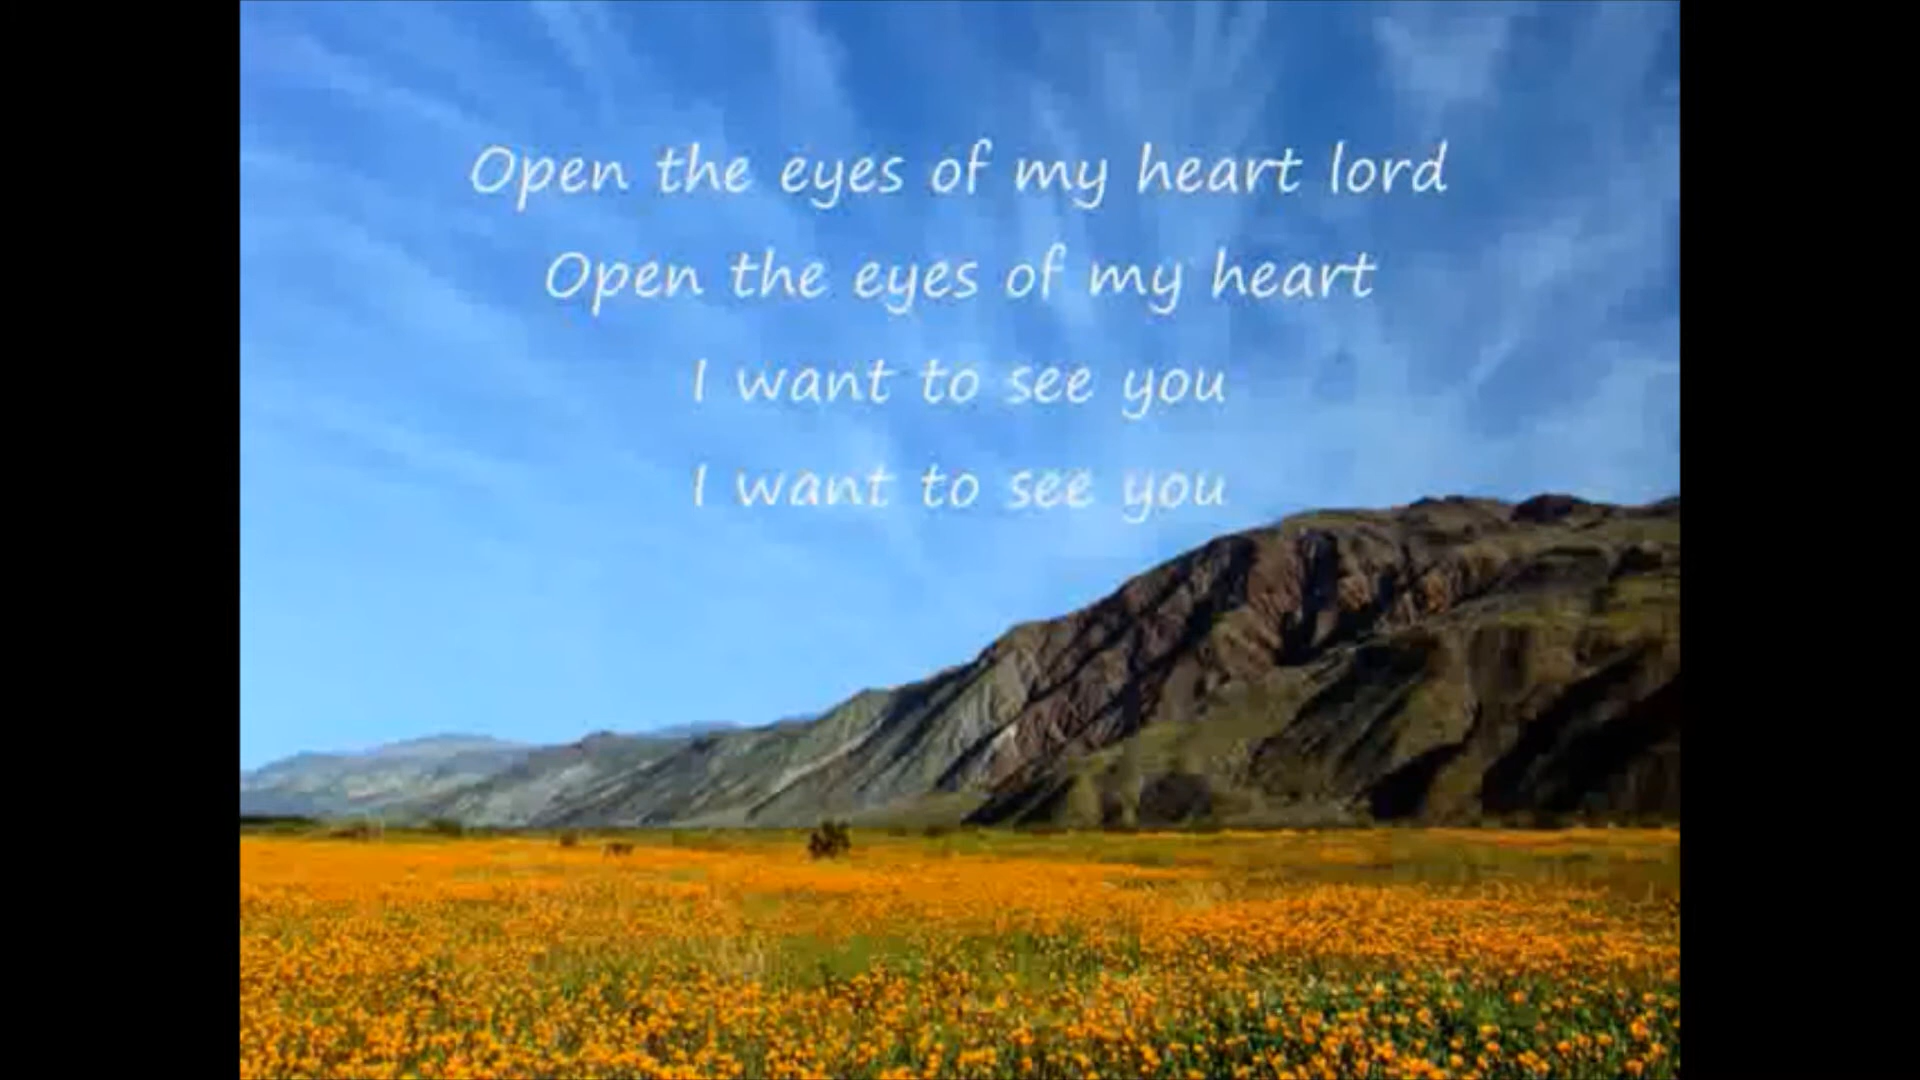 Open the eyes of my heart lord
Open the eyes of my heart
I want to see you
I want to see you